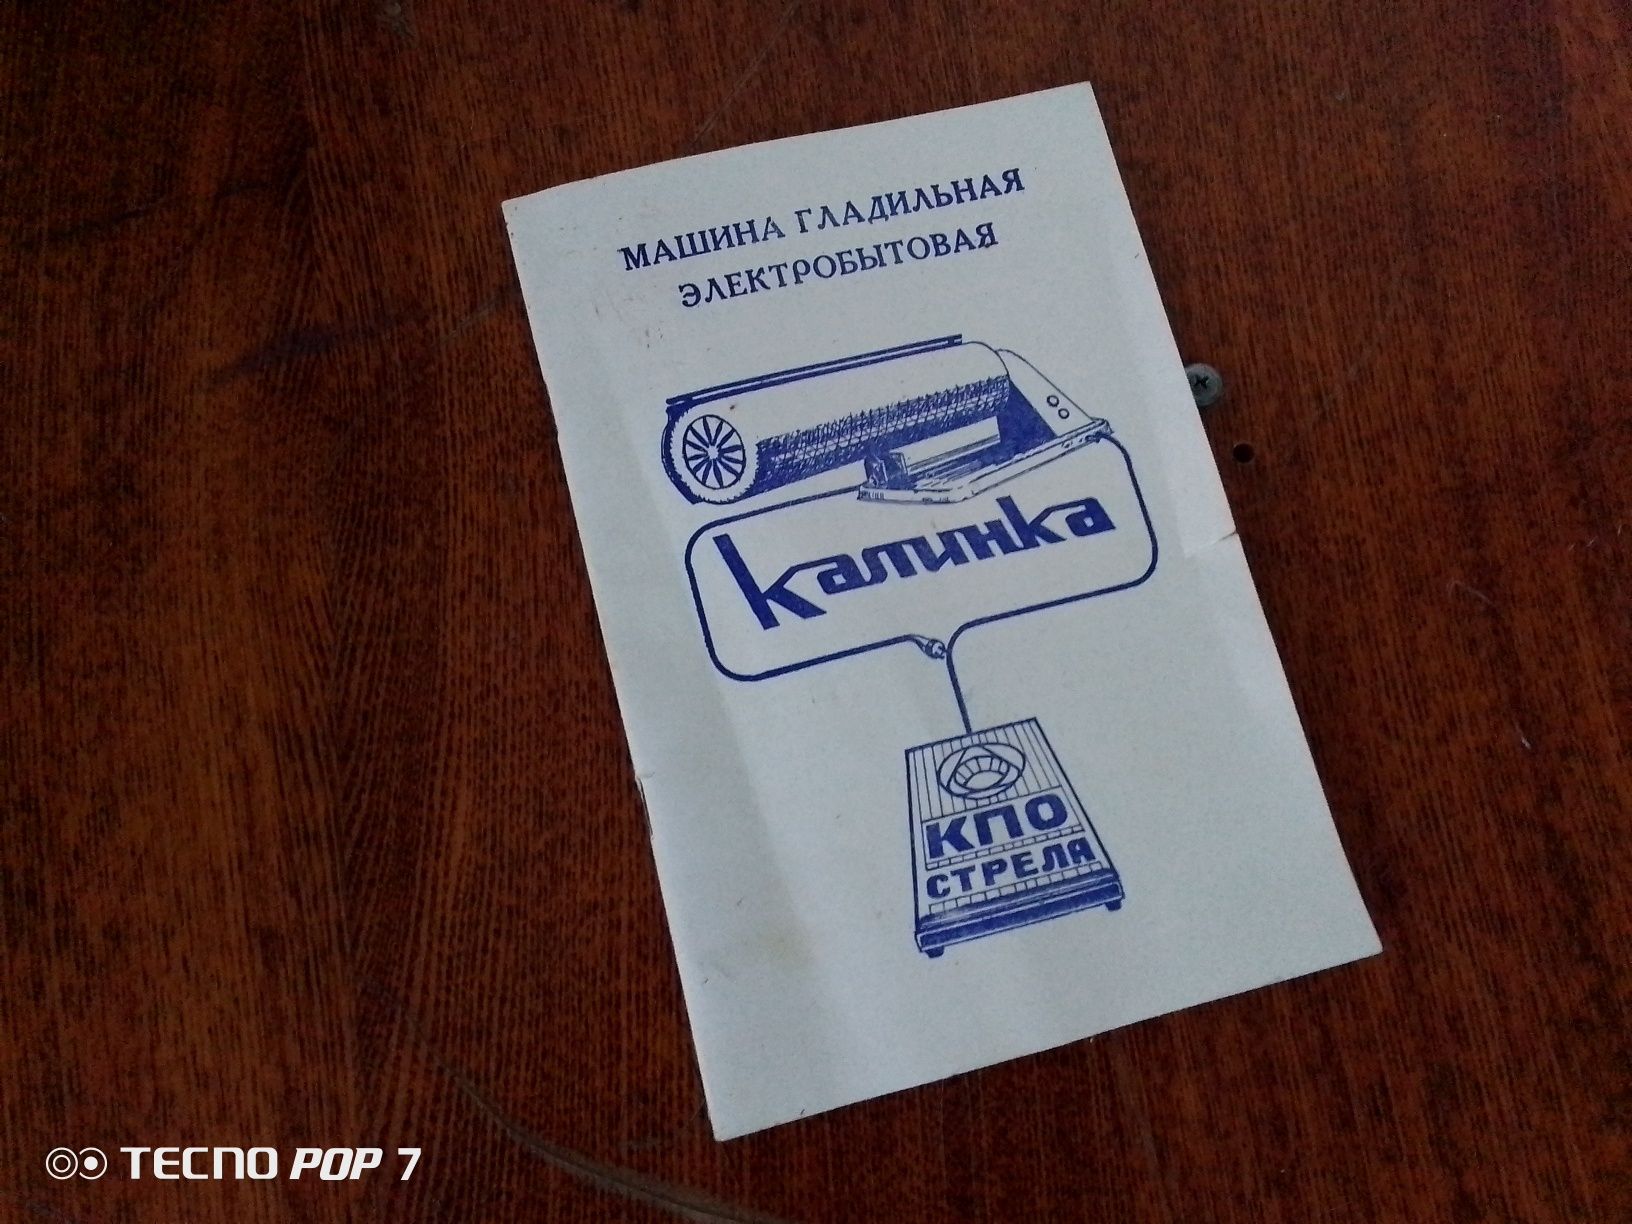 МАШИНА ГЛАДИЛЬНАЯ
ЭЛЕКТРОБЫТОВАЯ
Калинка
КПО
СТРЕЛА
TECNO POP 7